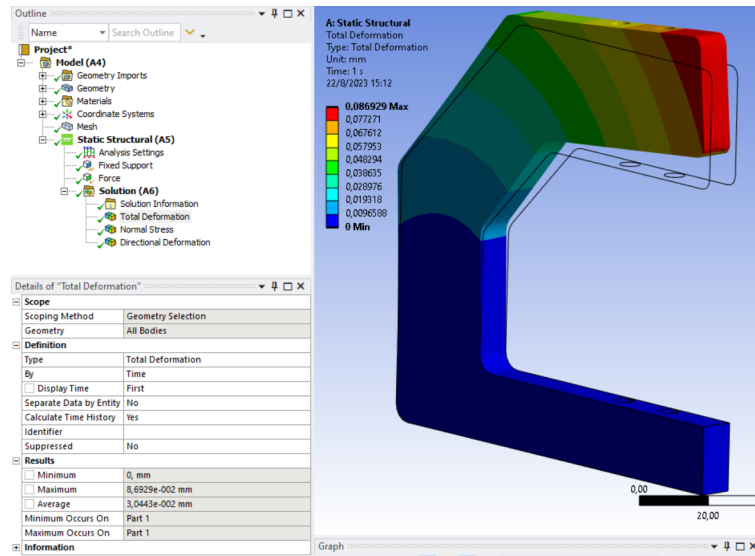 Outline
Name
Search Outline
Project*
Model (A4)
Geometry Imports
Geometry
Materials
Coordinate Systems
Mesh
Static Structural (A5)
Analysis Settings
Fixed Support
Force
Solution (A6)
Solution Information
Total Deformation
Normal Stress
Directional Deformation
Details of "Total Deformation"
Scope
Scoping Method Geometry Selection
Geometry All Bodies
Definition
Type Total Deformation
By Time
Display Time First
Separate Data by Entity No
Calculate Time History Yes
Identifier
Suppressed No
Results
Minimum 0, mm
Maximum 8,6929e-002 mm
Average 3,0443e-002 mm
Minimum Occurs On Part 1
Maximum Occurs On Part 1
Information
A: Static Structural
Total Deformation
Type: Total Deformation
Unit: mm
Time: 1 s
22/8/2023 15:12
0,086929 Max
0,077271
0,067612
0,057953
0,048294
0,038635
0,028976
0,019318
0,0096588
0 Min
0,00
20,00
Graph